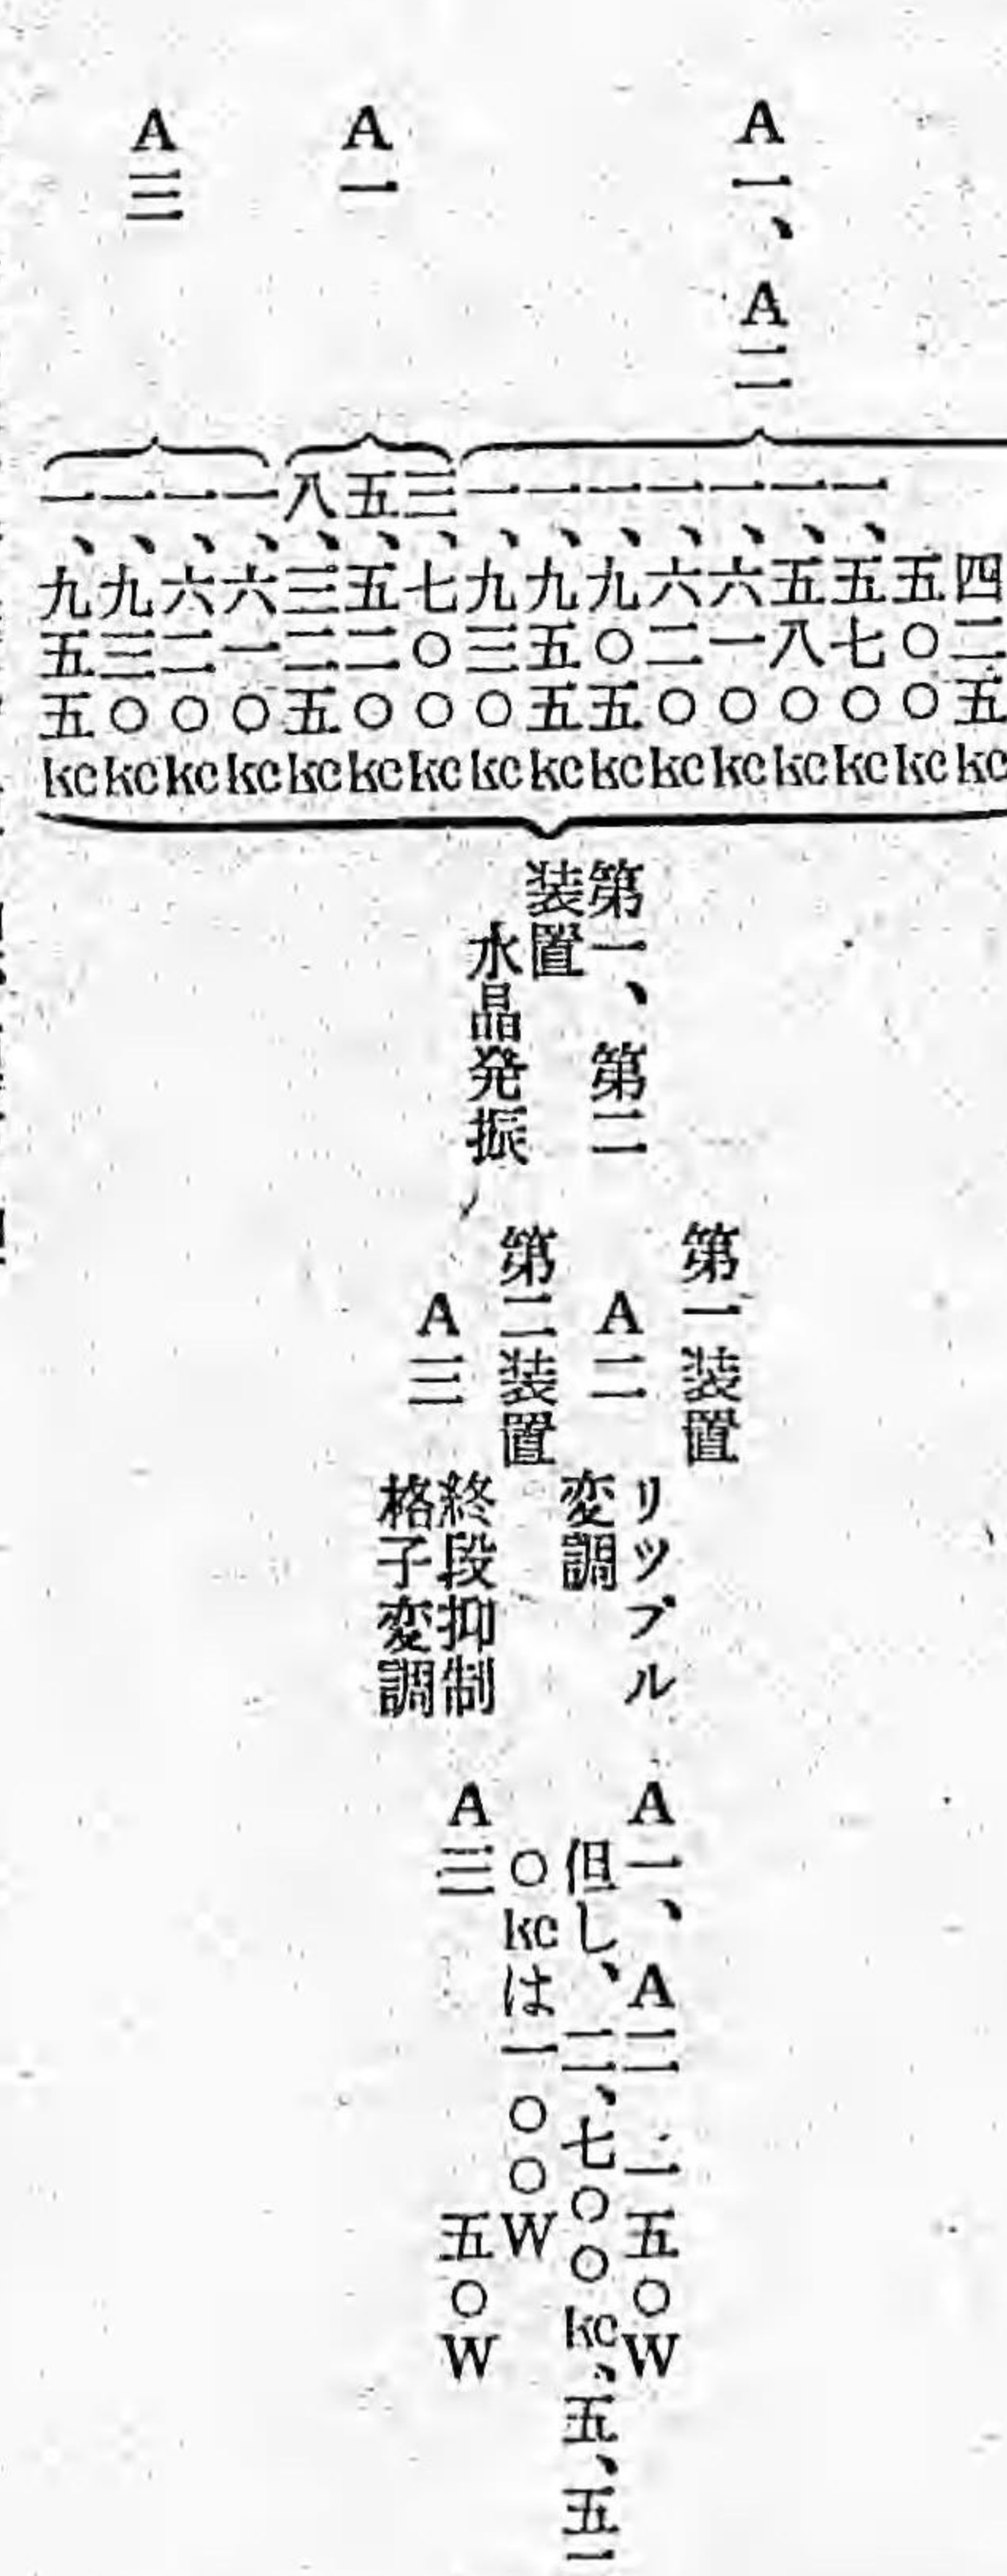 A一、A二
四二五kc
五〇〇kc
一、五七〇kc
一、五八〇kc
一、六一〇kc
一、六二〇kc
一、九〇五kc
一、九五五kc
一、九三〇kc
A一
三、七〇〇kc
五、五二〇kc
八、三二五kc
A三
一、六一〇kc
一、六二〇kc
一、九三〇kc
一、九五五kc
第一、第二
装置
水晶発振
第一装置
A二
リップル
変調
第二装置
A三
終段抑制
格子変調
A一、A二 二五〇W
但し、二、七〇〇kc、五、五
〇kcは一〇〇W
A三 五〇W